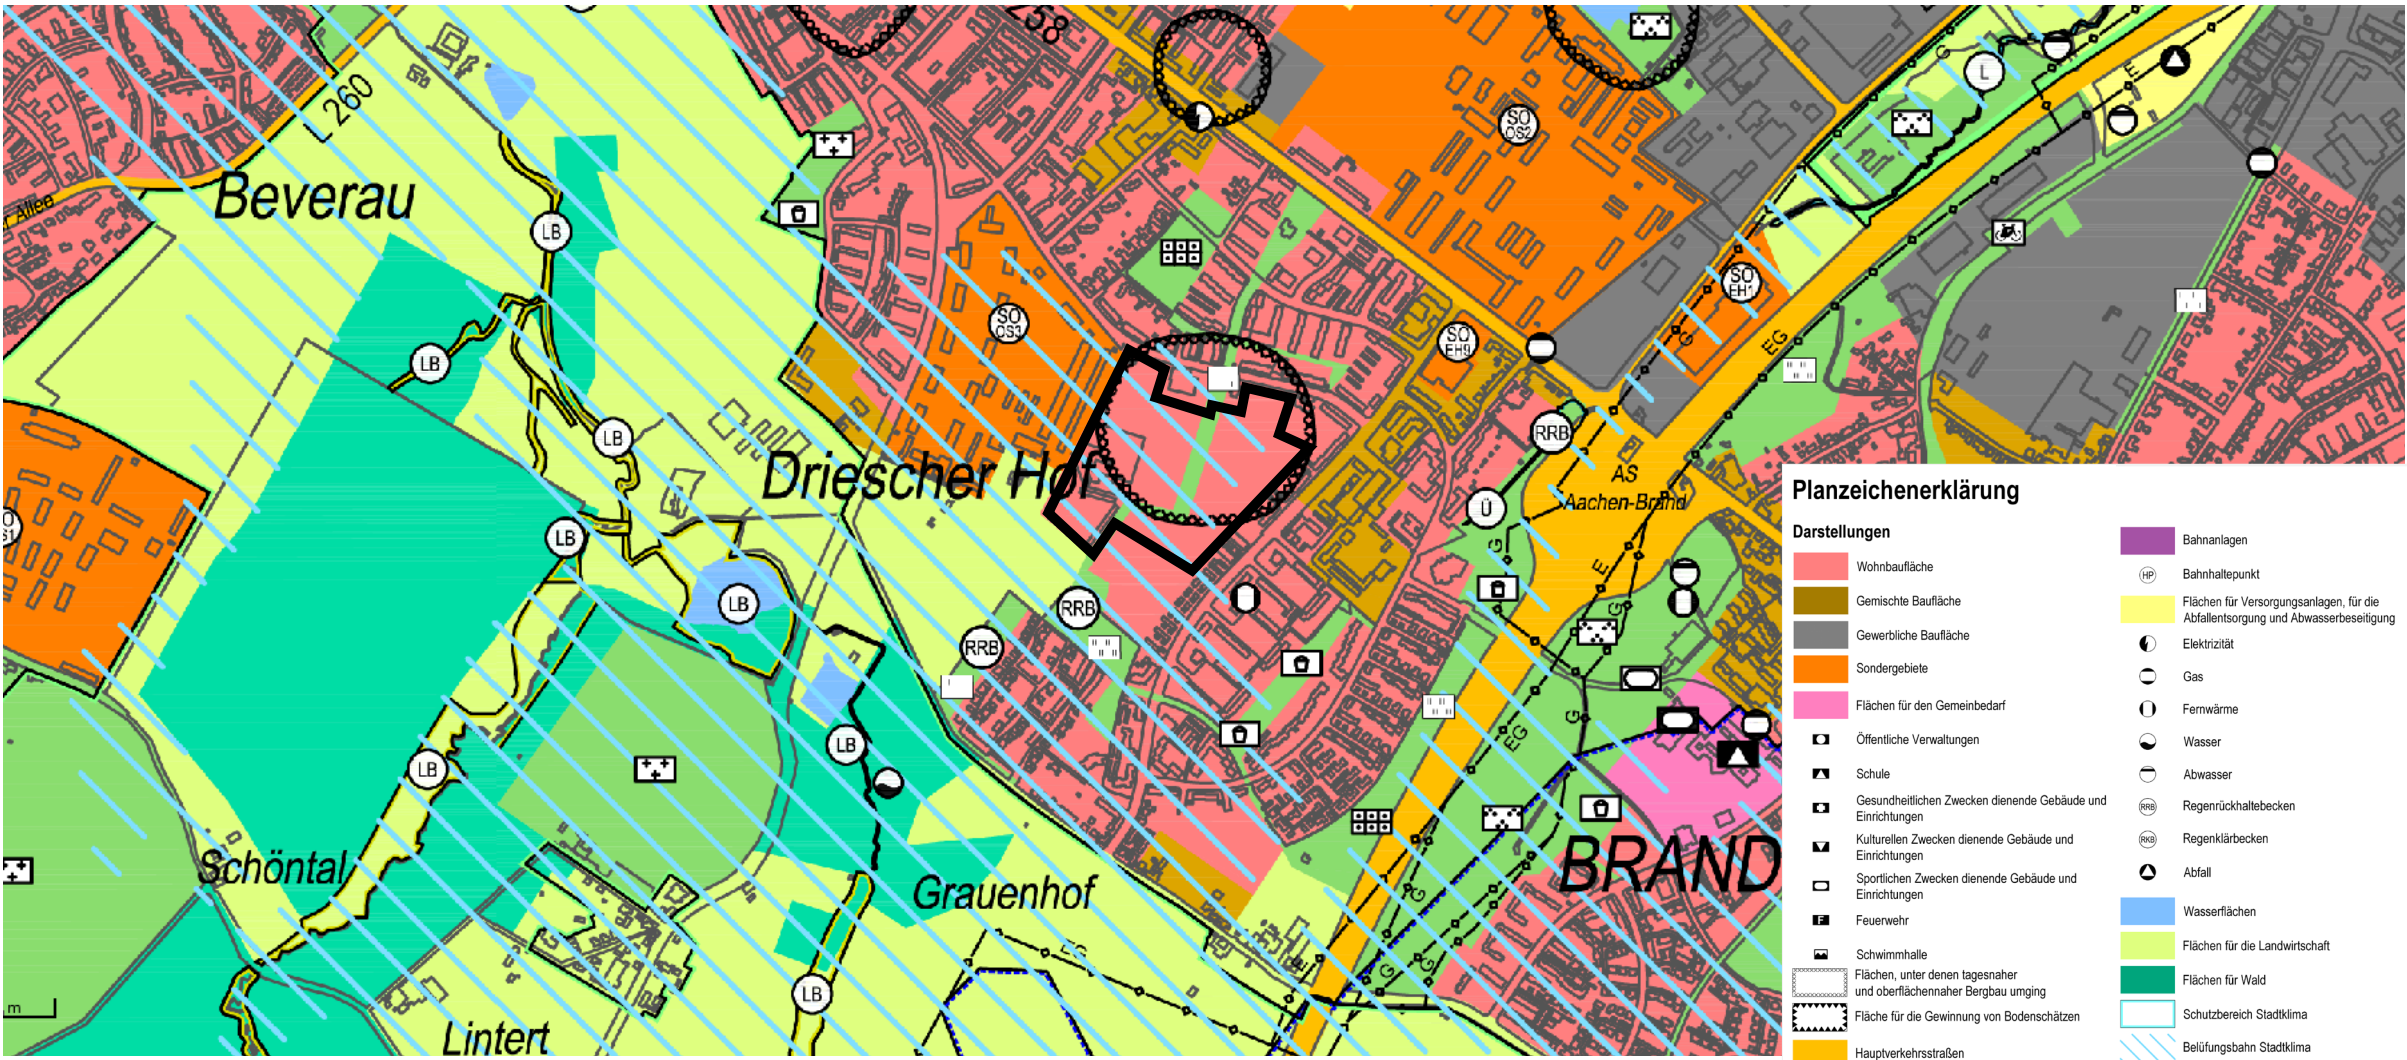 258
L 260
Allee
Beverau
L
E
G
SO
OS2
SO
EH1
LB
SO
OS3
SO
EH9
EG
LB
LB
RRB
Driescher Hof
AS
Aachen-Brand
Ü
G
LB
E
LB
RRB
G
RRB
G
EG
LB
LB
Schöntal
BRAND
Grauenhof
G
G
EG
E
G
LB
m
Lintert
Planzeichenerklärung
Darstellungen
Wohnbaufläche
Gemischte Baufläche
Gewerbliche Baufläche
Sondergebiete
Flächen für den Gemeinbedarf
Öffentliche Verwaltungen
Schule
Gesundheitlichen Zwecken dienende Gebäude und
Einrichtungen
Kulturellen Zwecken dienende Gebäude und
Einrichtungen
Sportlichen Zwecken dienende Gebäude und
Einrichtungen
F Feuerwehr
Schwimmhalle
Flächen, unter denen tagesnaher
und oberflächennaher Bergbau umging
Fläche für die Gewinnung von Bodenschätzen
Hauptverkehrsstraßen
Bahnanlagen
HP Bahnhaltepunkt
Flächen für Versorgungsanlagen, für die
Abfallentsorgung und Abwasserbeseitigung
Elektrizität
Gas
Fernwärme
Wasser
Abwasser
RRB Regenrückhaltebecken
RKB Regenklärbecken
Abfall
Wasserflächen
Flächen für die Landwirtschaft
Flächen für Wald
Schutzbereich Stadtklima
Belüftungsbahn Stadtklima